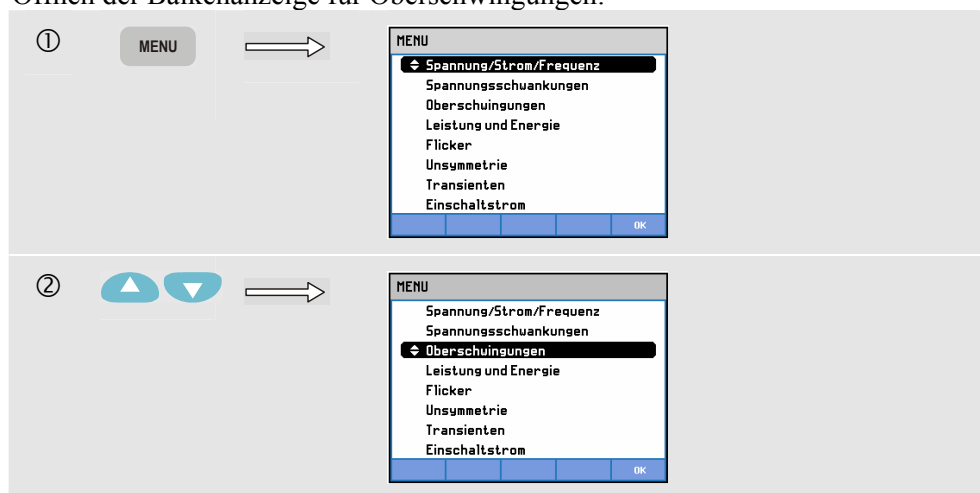 Öffnen der Balkenanzeige für Oberschwingungen:
①
MENU
MENU
Spannung/Strom/Frequenz
Spannungsschwankungen
Oberschwingungen
Leistung und Energie
Flicker
Unsymmetrie
Transienten
Einschaltstrom
OK
②
MENU
Spannung/Strom/Frequenz
Spannungsschwankungen
Oberschwingungen
Leistung und Energie
Flicker
Unsymmetrie
Transienten
Einschaltstrom
OK